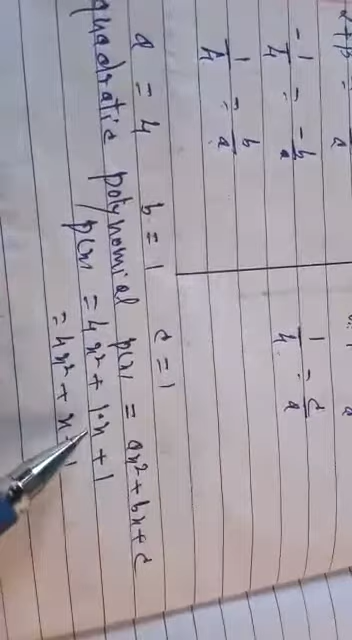 α+β = -b/a
-1/4 = -b/a
1/4 = c/a
1/4 = b/a
a = 4 b = 1 c = 1
quadratic polynomial p(x) = ax² + bx + c
p(x) = 4x² + 1·x + 1
= 4x² + x + 1